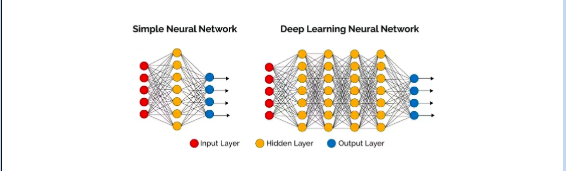 Simple Neural Network
Deep Learning Neural Network
Input Layer
Hidden Layer
Output Layer